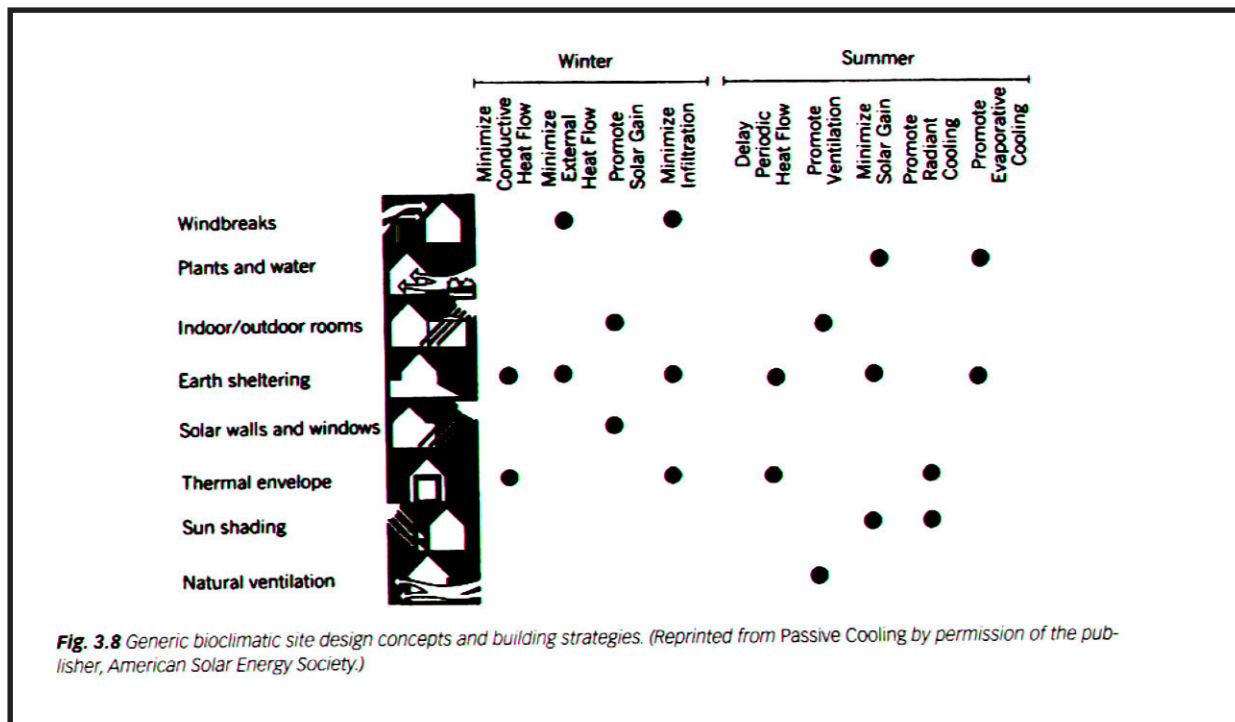 Winter
Summer
Minimize
Conductive
Heat Flow
Minimize
External
Heat Flow
Promote
Solar Gain
Minimize
Infiltration
Delay
Periodic
Heat Flow
Promote
Ventilation
Minimize
Solar Gain
Promote
Radiant
Cooling
Promote
Evaporative
Cooling
Windbreaks
Plants and water
Indoor/outdoor rooms
Earth sheltering
Solar walls and windows
Thermal envelope
Sun shading
Natural ventilation
Fig. 3.8 Generic bioclimatic site design concepts and building strategies. (Reprinted from Passive Cooling by permission of the pub-
lisher, American Solar Energy Society.)